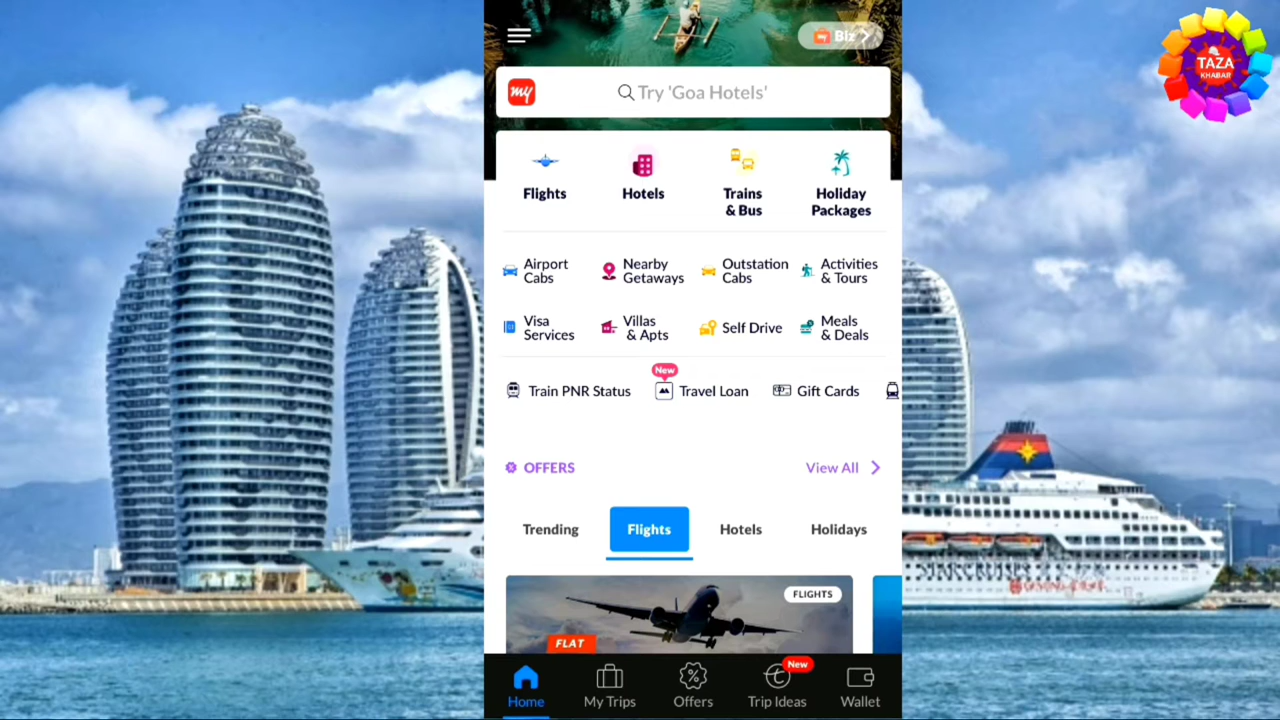 Biz
TAZA
KHABAR
my
Try 'Goa Hotels'
Flights
Hotels
Trains
& Bus
Holiday
Packages
Airport
Cabs
Nearby
Getaways
Outstation
Cabs
Activities
& Tours
Visa
Services
Villas
& Apts
Self Drive
Meals
& Deals
New
Train PNR Status
Travel Loan
Gift Cards
OFFERS
View All
Trending
Flights
Hotels
Holidays
FLIGHTS
FLAT
STAR CRUISES
New
Home
My Trips
Offers
Trip Ideas
Wallet